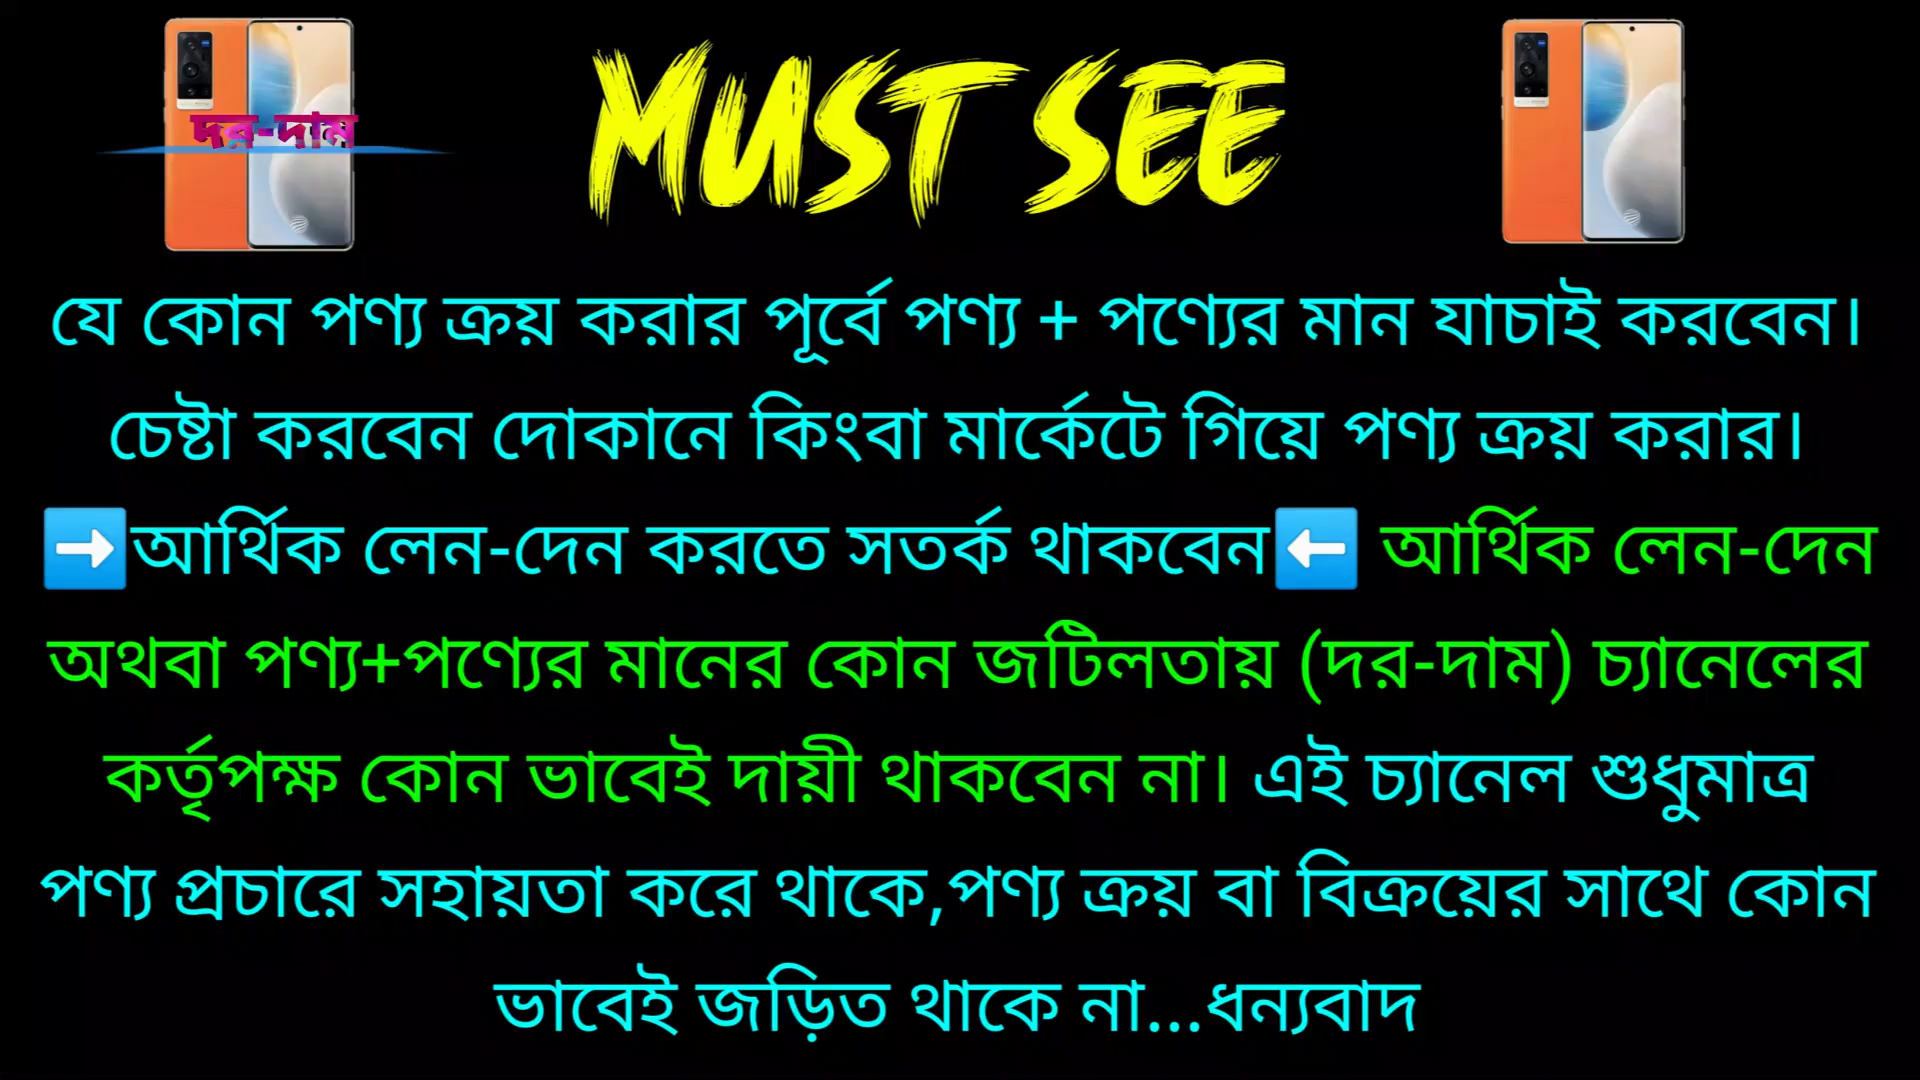 MUST SEE
দর-দাম
যে কোন পণ্য ক্রয় করার পূর্বে পণ্য + পণ্যের মান যাচাই করবেন।
চেষ্টা করবেন দোকানে কিংবা মার্কেটে গিয়ে পণ্য ক্রয় করার।
➡️আর্থিক লেন-দেন করতে সতর্ক থাকবেন⬅️ আর্থিক লেন-দেন
অথবা পণ্য+পণ্যের মানের কোন জটিলতায় (দর-দাম) চ্যানেলের
কর্তৃপক্ষ কোন ভাবেই দায়ী থাকবেন না। এই চ্যানেল শুধুমাত্র
পণ্য প্রচারে সহায়তা করে থাকে,পণ্য ক্রয় বা বিক্রয়ের সাথে কোন
ভাবেই জড়িত থাকে না...ধন্যবাদ